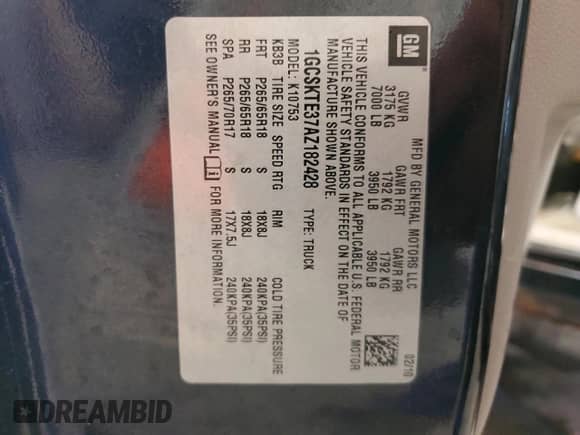 GM
MFD BY GENERAL MOTORS LLC 02/10
GVWR GAWR FRT GAWR RR
3175 KG 1792 KG 1792 KG
7000 LB 3950 LB 3950 LB
THIS VEHICLE CONFORMS TO ALL APPLICABLE U.S. FEDERAL MOTOR
VEHICLE SAFETY STANDARDS IN EFFECT ON THE DATE OF
MANUFACTURE SHOWN ABOVE.
1GCSKTE37AZ182428 TYPE: TRUCK
MODEL: K10753
KB3B TIRE SIZE SPEED RTG RIM COLD TIRE PRESSURE
FRT P265/65R18 S 18X8J 240KPA(35PSI)
RR P265/65R18 S 18X8J 240KPA(35PSI)
SPA P265/70R17 S 17X7.5J 240KPA(35PSI)
SEE OWNER'S MANUAL i FOR MORE INFORMATION.
DREAMBID